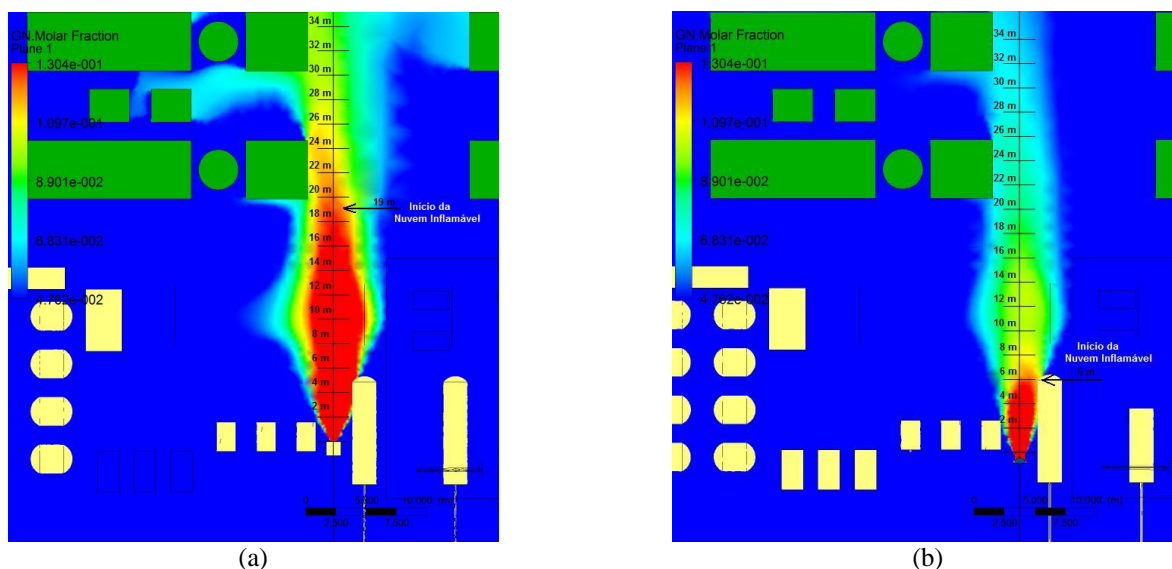 GN.Molar Fraction
Plane 1
1.304e-001
1.097e-001
8.901e-002
6.831e-002
4.762e-002
34 m
32 m
30 m
28 m
26 m
24 m
22 m
20 m
18 m
16 m
14 m
12 m
10 m
8 m
6 m
4 m
2 m
19 m
Início da
Nuvem Inflamável
0 5.000 10.000 (m)
2.500 7.500
(a)
GN.Molar Fraction
Plane 1
1.304e-001
1.097e-001
8.901e-002
6.831e-002
4.762e-002
34 m
32 m
30 m
28 m
26 m
24 m
22 m
20 m
18 m
16 m
14 m
12 m
10 m
8 m
6 m
4 m
2 m
Início da
Nuvem Inflamável
6 m
0 5.000 10.000 (m)
2.500 7.500
(b)